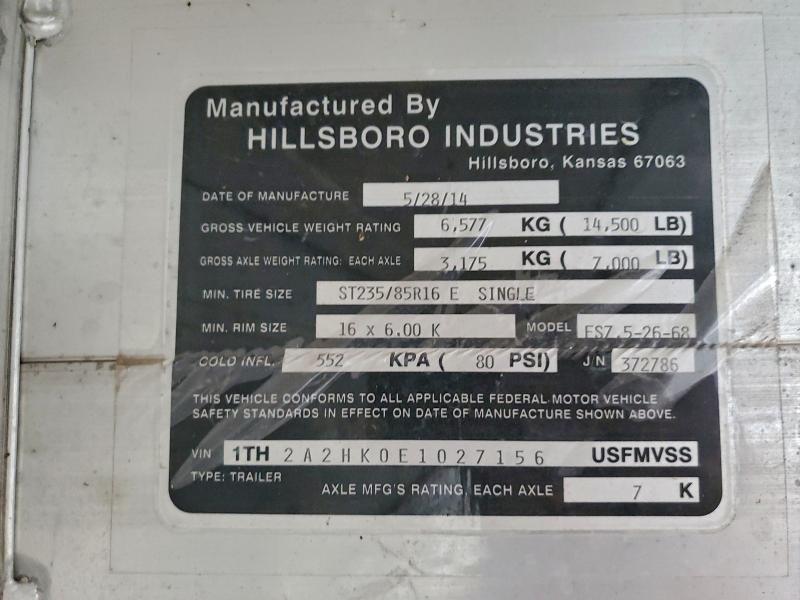 Manufactured By
HILLSBORO INDUSTRIES
Hillsboro, Kansas 67063
DATE OF MANUFACTURE 5/28/14
GROSS VEHICLE WEIGHT RATING 6,577 KG ( 14,500 LB)
GROSS AXLE WEIGHT RATING: EACH AXLE 3,175 KG ( 7,000 LB)
MIN. TIRE SIZE ST235/85R16 E SINGLE
MIN. RIM SIZE 16 x 6.00 K MODEL FS7.5-26-68
COLD INFL. 552 KPA ( 80 PSI) J/N 372786
THIS VEHICLE CONFORMS TO ALL APPLICABLE FEDERAL MOTOR VEHICLE
SAFETY STANDARDS IN EFFECT ON DATE OF MANUFACTURE SHOWN ABOVE.
VIN 1TH 2A2HK0E1027156 USFMVSS
TYPE: TRAILER
AXLE MFG'S RATING, EACH AXLE 7 K